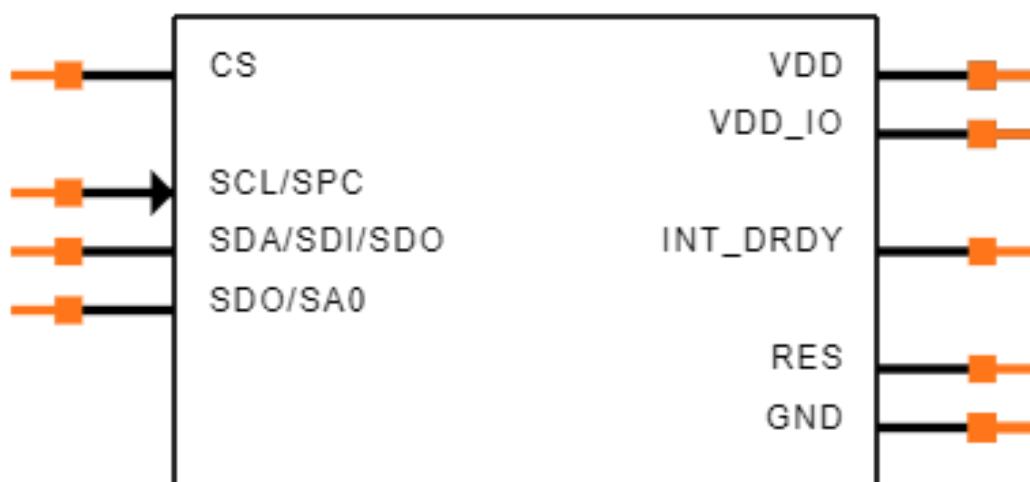 CS
SCL/SPC
SDA/SDI/SDO
SDO/SA0
VDD
VDD_IO
INT_DRDY
RES
GND